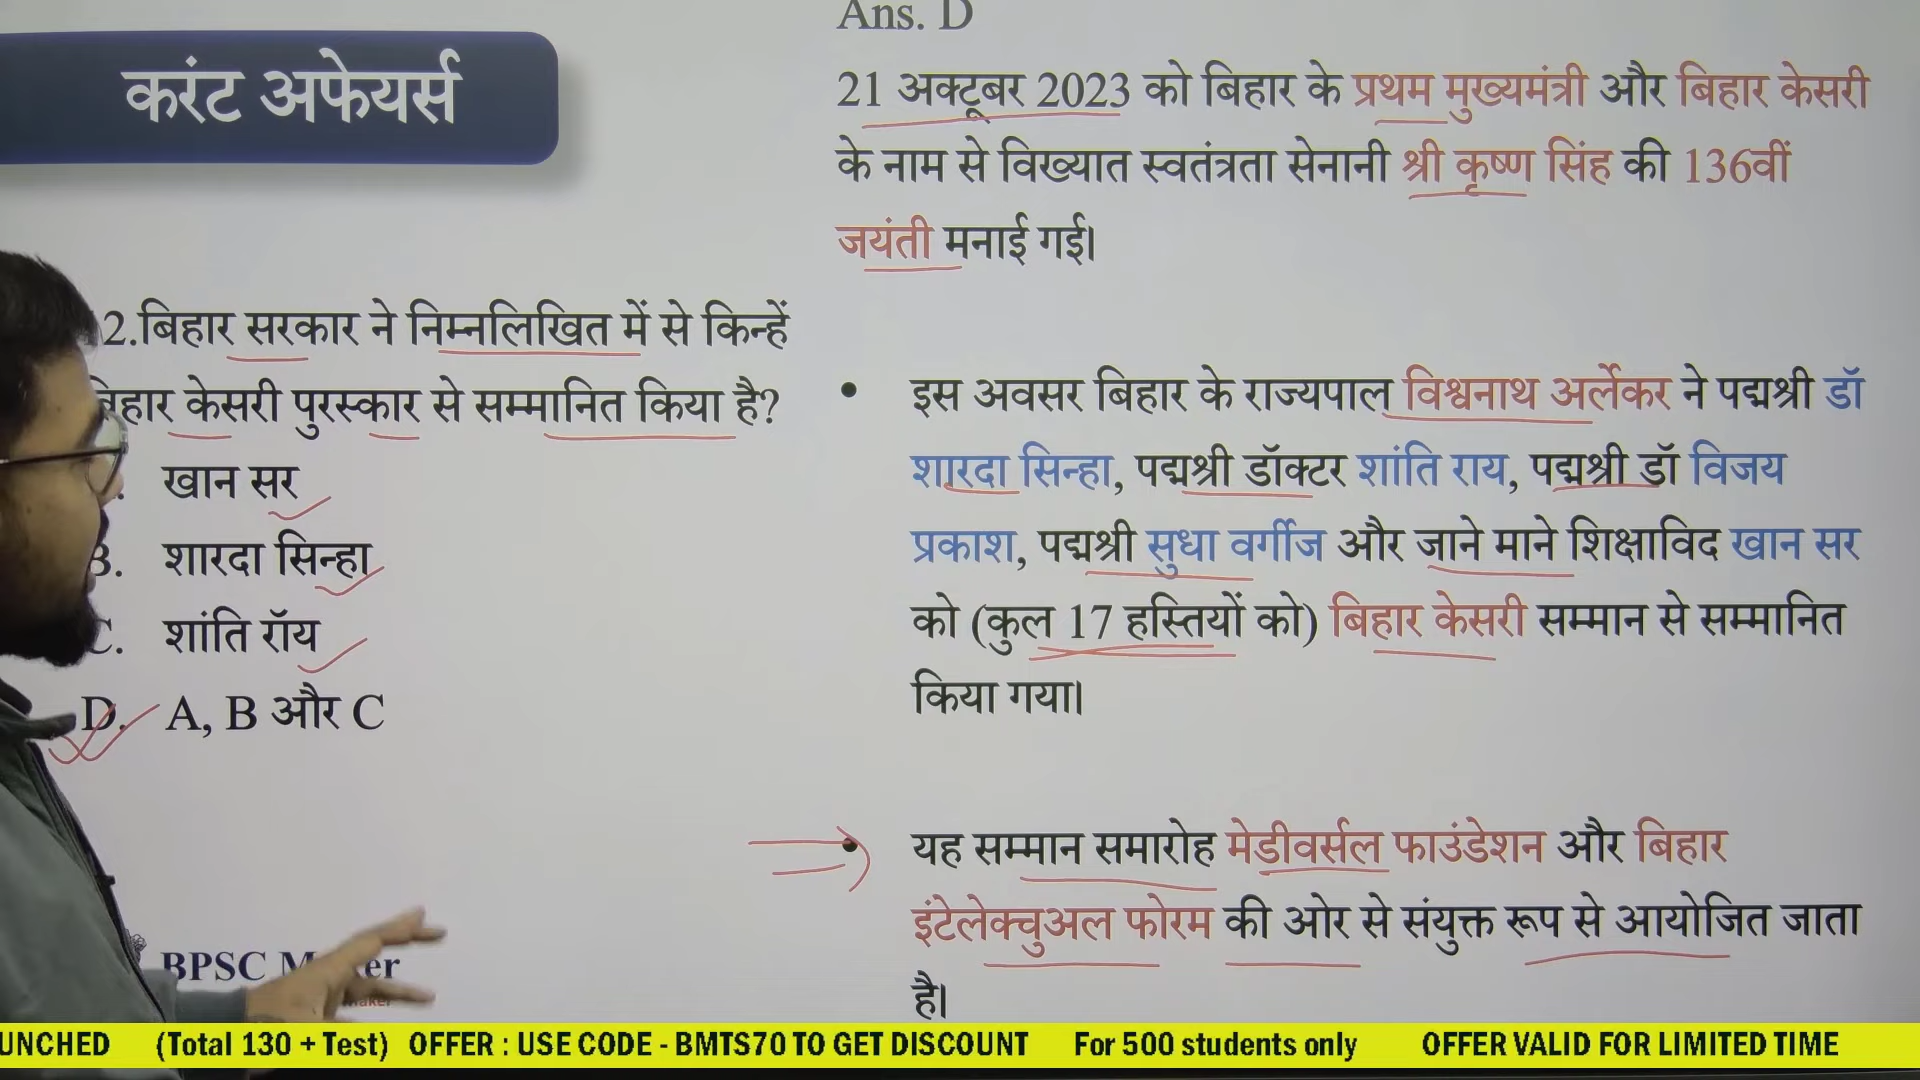 करंट अफेयर्स
2.बिहार सरकार ने निम्नलिखित में से किन्हें
केसरी पुरस्कार से सम्मानित किया है?
खान सर
B. शारदा सिन्हा
C. शांति रॉय
D. A, B और C
BPSC
Ans. D
21 अक्टूबर 2023 को बिहार के प्रथम मुख्यमंत्री और बिहार केसरी
के नाम से विख्यात स्वतंत्रता सेनानी श्री कृष्ण सिंह की 136वीं
जयंती मनाई गई।
• इस अवसर बिहार के राज्यपाल विश्वनाथ अर्लेकर ने पद्मश्री डॉ
शारदा सिन्हा, पद्मश्री डॉक्टर शांति राय, पद्मश्री डॉ विजय
प्रकाश, पद्मश्री सुधा वर्गीज और जाने माने शिक्षाविद खान सर
को (कुल 17 हस्तियों को) बिहार केसरी सम्मान से सम्मानित
किया गया।
• यह सम्मान समारोह मेडीवर्सल फाउंडेशन और बिहार
इंटेलेक्चुअल फोरम की ओर से संयुक्त रूप से आयोजित जाता
है।
UNCHED (Total 130 + Test) OFFER : USE CODE - BMTS70 TO GET DISCOUNT For 500 students only OFFER VALID FOR LIMITED TIME